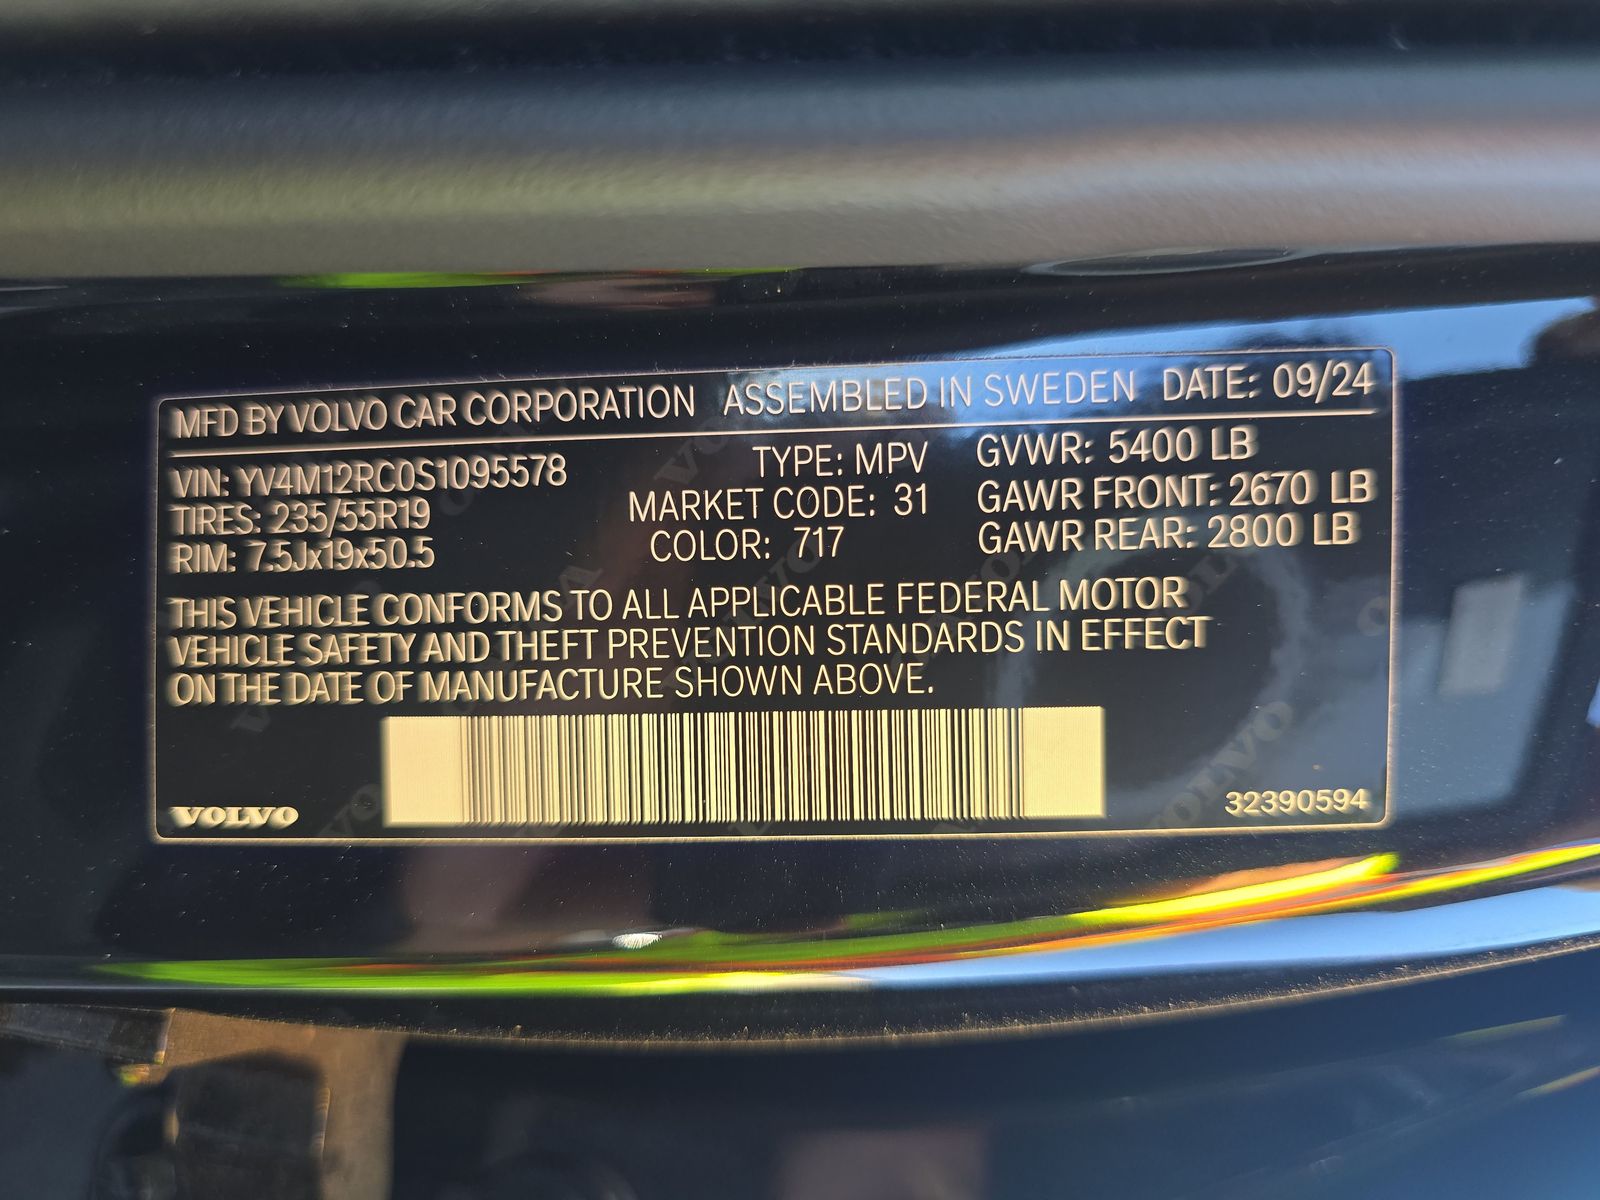 MFD BY VOLVO CAR CORPORATION ASSEMBLED IN SWEDEN DATE: 09/24
VIN: YV4M12RC0S1095578 TYPE: MPV GVWR: 5400 LB
TIRES: 235/55R19 MARKET CODE: 31 GAWR FRONT: 2670 LB
RIM: 7.5Jx19x50.5 COLOR: 717 GAWR REAR: 2800 LB
THIS VEHICLE CONFORMS TO ALL APPLICABLE FEDERAL MOTOR
VEHICLE SAFETY AND THEFT PREVENTION STANDARDS IN EFFECT
ON THE DATE OF MANUFACTURE SHOWN ABOVE.
VOLVO 32390594